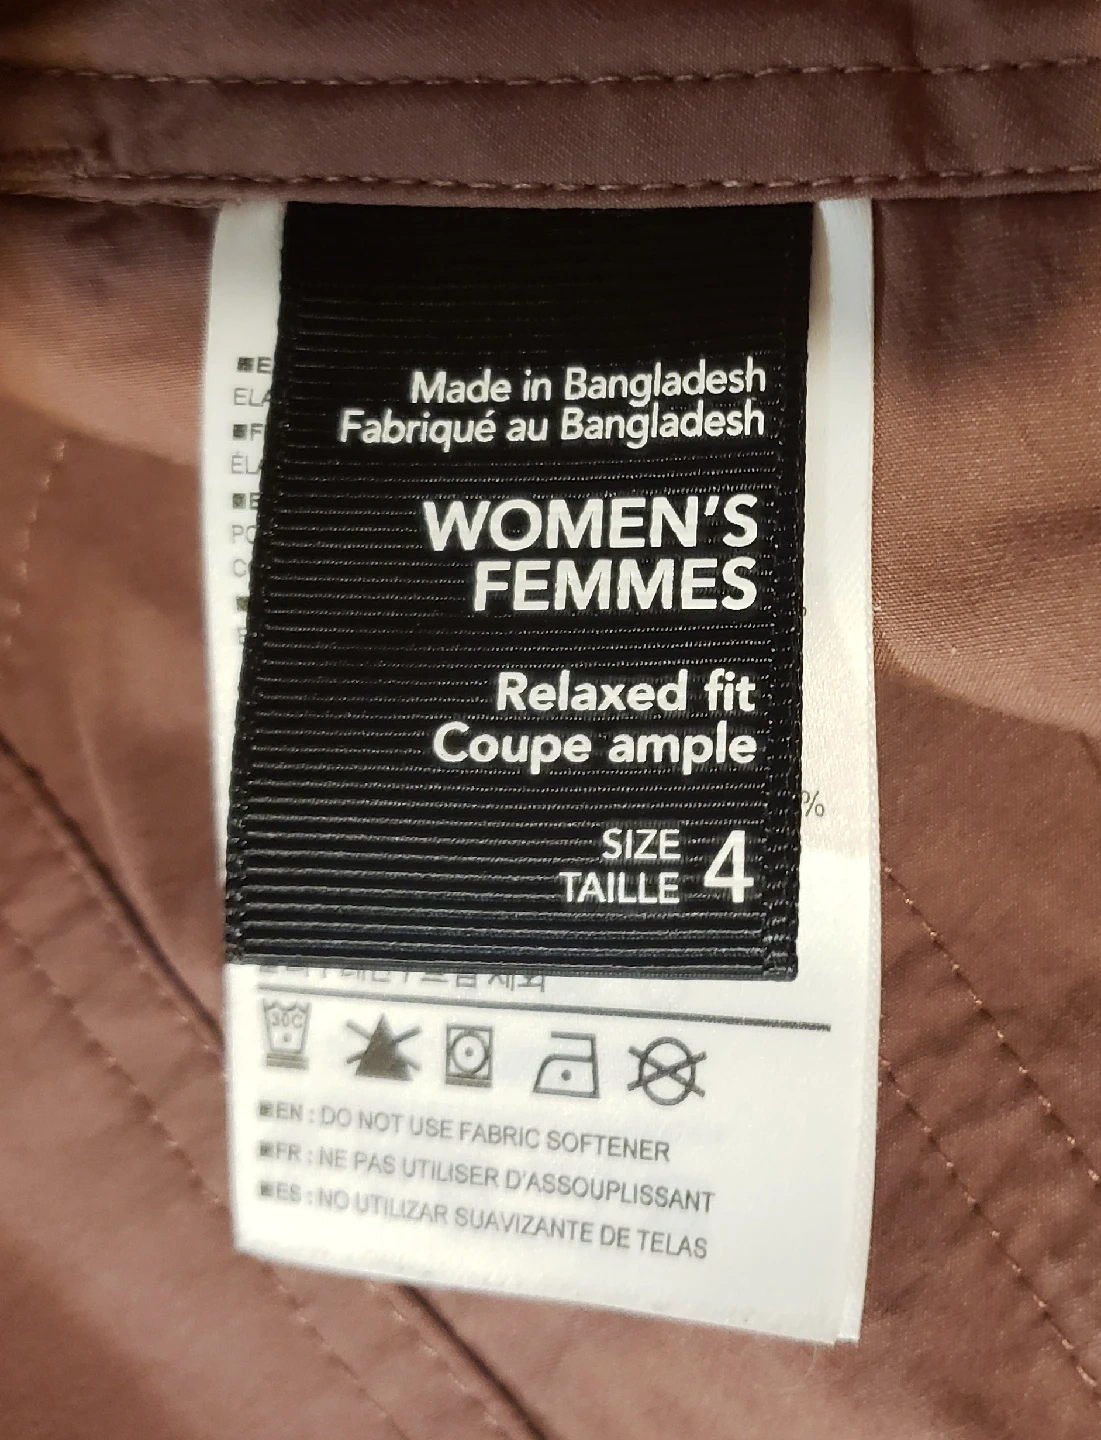 Made in Bangladesh
Fabriqué au Bangladesh
WOMEN'S
FEMMES
Relaxed fit
Coupe ample
SIZE
TAILLE 4
%
30C
EN : DO NOT USE FABRIC SOFTENER
FR : NE PAS UTILISER D'ASSOUPLISSANT
ES : NO UTILIZAR SUAVIZANTE DE TELAS